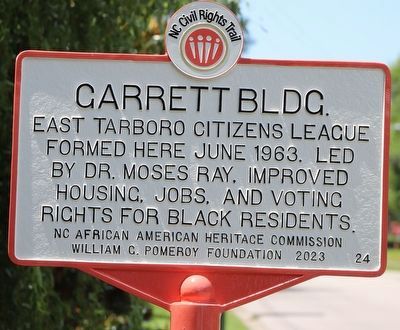 NC Civil Rights Trail
GARRETT BLDG.
EAST TARBORO CITIZENS LEAGUE
FORMED HERE JUNE 1963. LED
BY DR. MOSES RAY, IMPROVED
HOUSING, JOBS, AND VOTING
RIGHTS FOR BLACK RESIDENTS.
NC AFRICAN AMERICAN HERITAGE COMMISSION
WILLIAM G. POMEROY FOUNDATION 2023 24